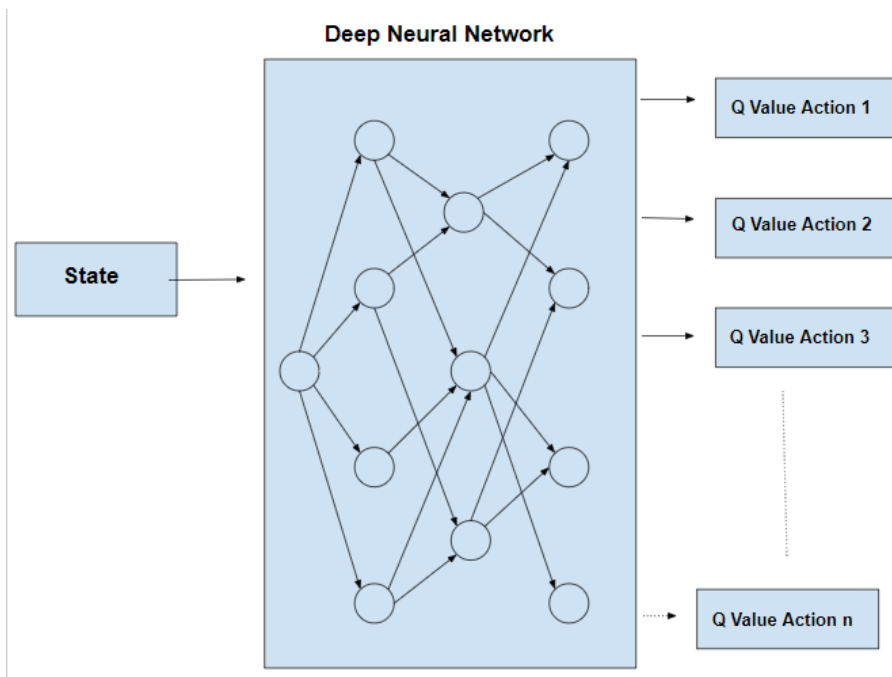 Deep Neural Network
Q Value Action 1
Q Value Action 2
State
Q Value Action 3
Q Value Action n